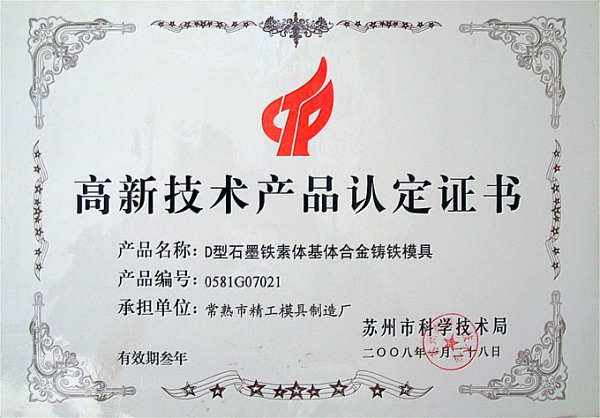 高新技术产品认定证书
产品名称：D型石墨铁素体基体合金铸铁模具
产品编号：0581G07021
承担单位：常熟市精工模具制造厂
苏州市科学技术局
有效期叁年
二〇〇八年 月二十八日